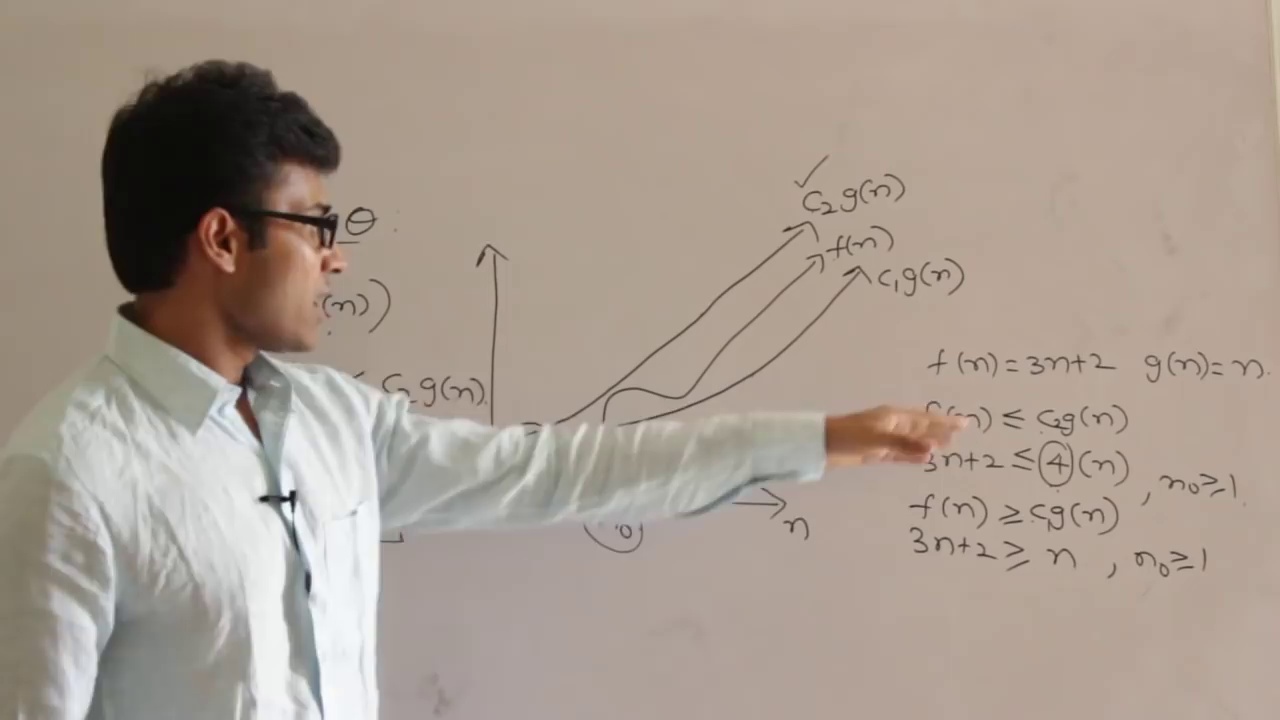 θ :
(n))
≤ c₂g(n)
✓
c₂g(n)
f(n)
c₁g(n)
n
f(n) = 3n+2 g(n) = n.
f(n) ≤ c₂g(n)
3n+2 ≤ 4(n) , n₀ ≥ 1
f(n) ≥ c₁g(n)
3n+2 ≥ n , n₀ ≥ 1